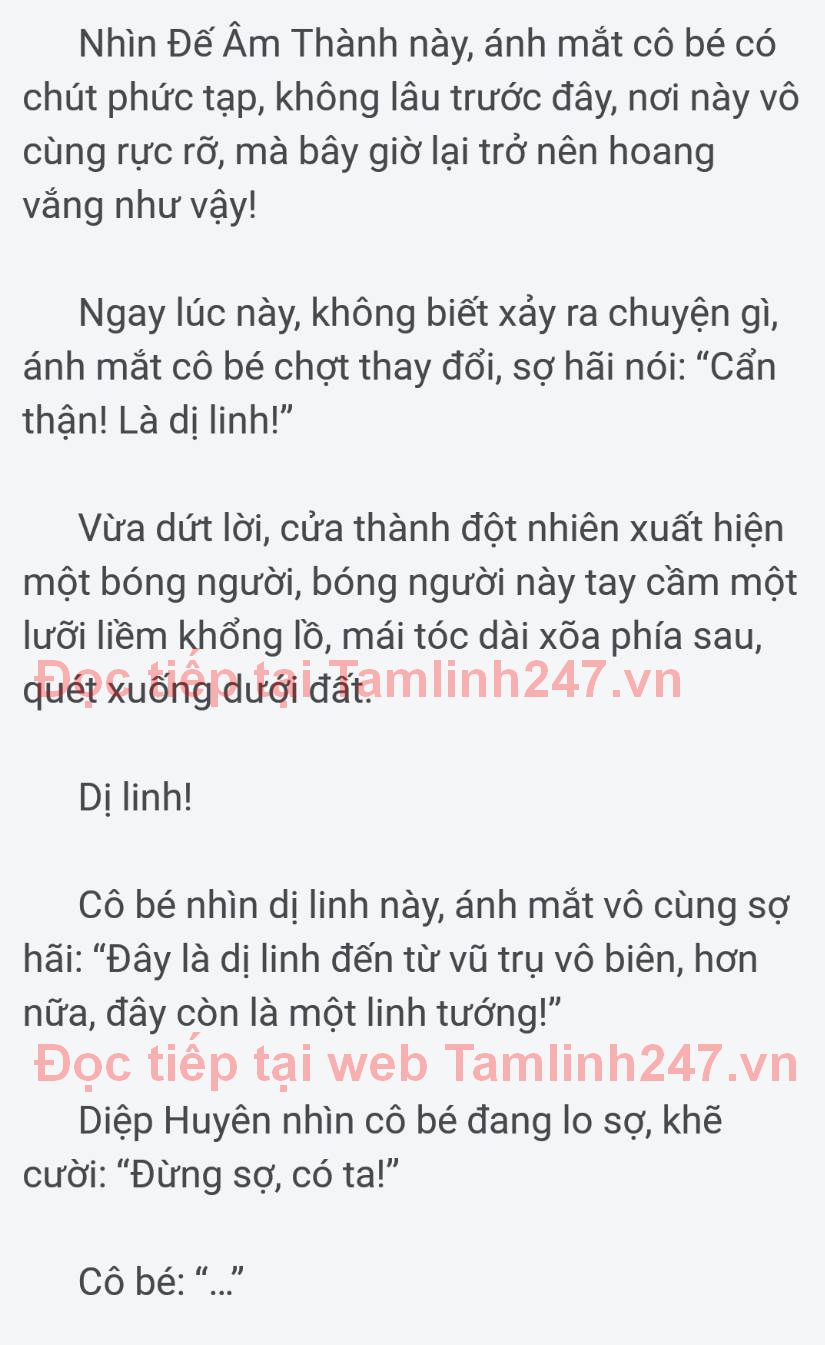 Nhìn Đế Âm Thành này, ánh mắt cô bé có
chút phức tạp, không lâu trước đây, nơi này vô
cùng rực rỡ, mà bây giờ lại trở nên hoang
vắng như vậy!
Ngay lúc này, không biết xảy ra chuyện gì,
ánh mắt cô bé chợt thay đổi, sợ hãi nói: “Cẩn
thận! Là dị linh!”
Vừa dứt lời, cửa thành đột nhiên xuất hiện
một bóng người, bóng người này tay cầm một
lưỡi liềm khổng lồ, mái tóc dài xõa phía sau,
Đọc tiếp tại Tamlinh247.vn
quét xuống dưới đất.
Dị linh!
Cô bé nhìn dị linh này, ánh mắt vô cùng sợ
hãi: “Đây là dị linh đến từ vũ trụ vô biên, hơn
nữa, đây còn là một linh tướng!”
Đọc tiếp tại web Tamlinh247.vn
Diệp Huyên nhìn cô bé đang lo sợ, khẽ
cười: “Đừng sợ, có ta!”
Cô bé: “...”